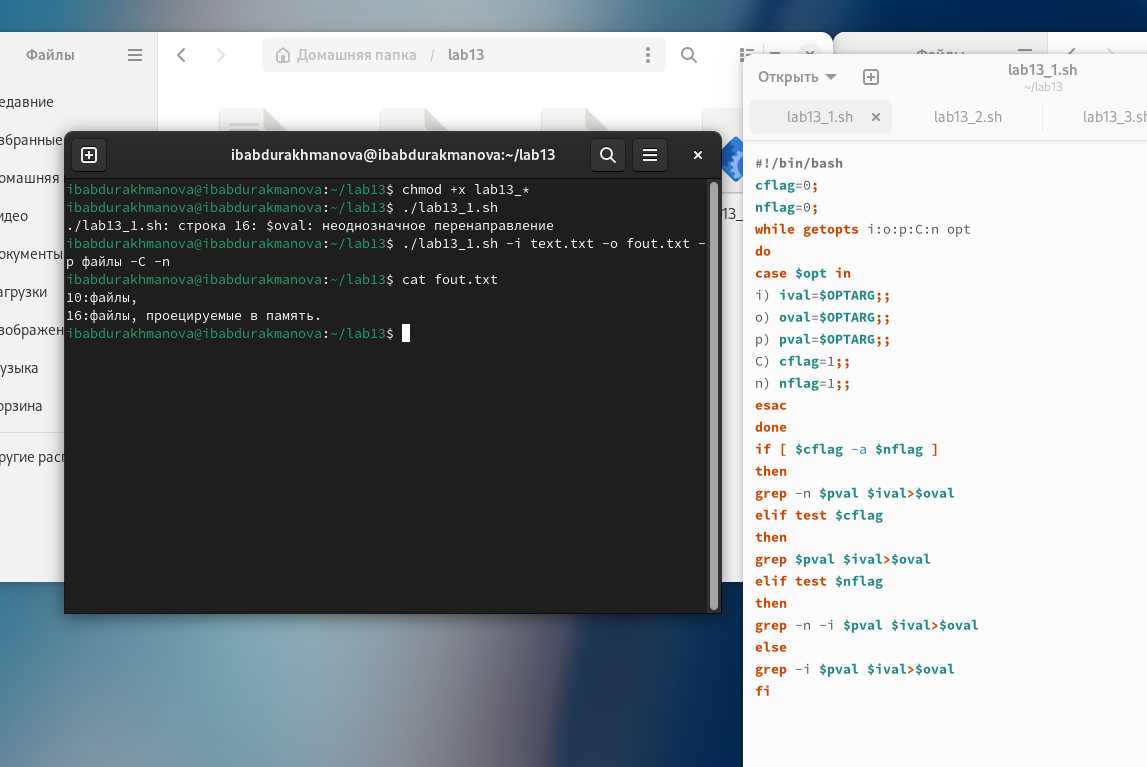 Файлы
Домашняя папка / lab13
едавние
збранные
омашняя
идео
окументы
агрузки
зображен
узыка
орзина
ругие расп
13_
Файлы
ibabdurakhmanova@ibabdurakmanova:~/lab13
ibabdurakhmanova@ibabdurakmanova:~/lab13$ chmod +x lab13_*
ibabdurakhmanova@ibabdurakmanova:~/lab13$ ./lab13_1.sh
./lab13_1.sh: строка 16: $oval: неоднозначное перенаправление
ibabdurakhmanova@ibabdurakmanova:~/lab13$ ./lab13_1.sh -i text.txt -o fout.txt -
p файлы -C -n
ibabdurakhmanova@ibabdurakmanova:~/lab13$ cat fout.txt
10:файлы,
16:файлы, проецируемые в память.
ibabdurakhmanova@ibabdurakmanova:~/lab13$
Открыть
lab13_1.sh
~/lab13
lab13_1.sh lab13_2.sh lab13_3.sh
#!/bin/bash
cflag=0;
nflag=0;
while getopts i:o:p:C:n opt
do
case $opt in
i) ival=$OPTARG;;
o) oval=$OPTARG;;
p) pval=$OPTARG;;
C) cflag=1;;
n) nflag=1;;
esac
done
if [ $cflag -a $nflag ]
then
grep -n $pval $ival>$oval
elif test $cflag
then
grep $pval $ival>$oval
elif test $nflag
then
grep -n -i $pval $ival>$oval
else
grep -i $pval $ival>$oval
fi